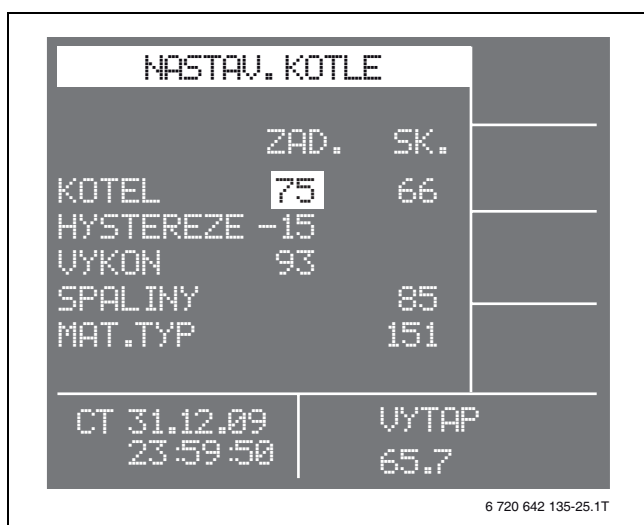 NASTAV. KOTLE
ZAD. SK.
KOTEL 75 66
HYSTEREZE -15
VYKON 93
SPALINY 85
MAT.TYP 151
CT 31.12.09 VYTAP
23:59:50 65.7
6 720 642 135-25.1T